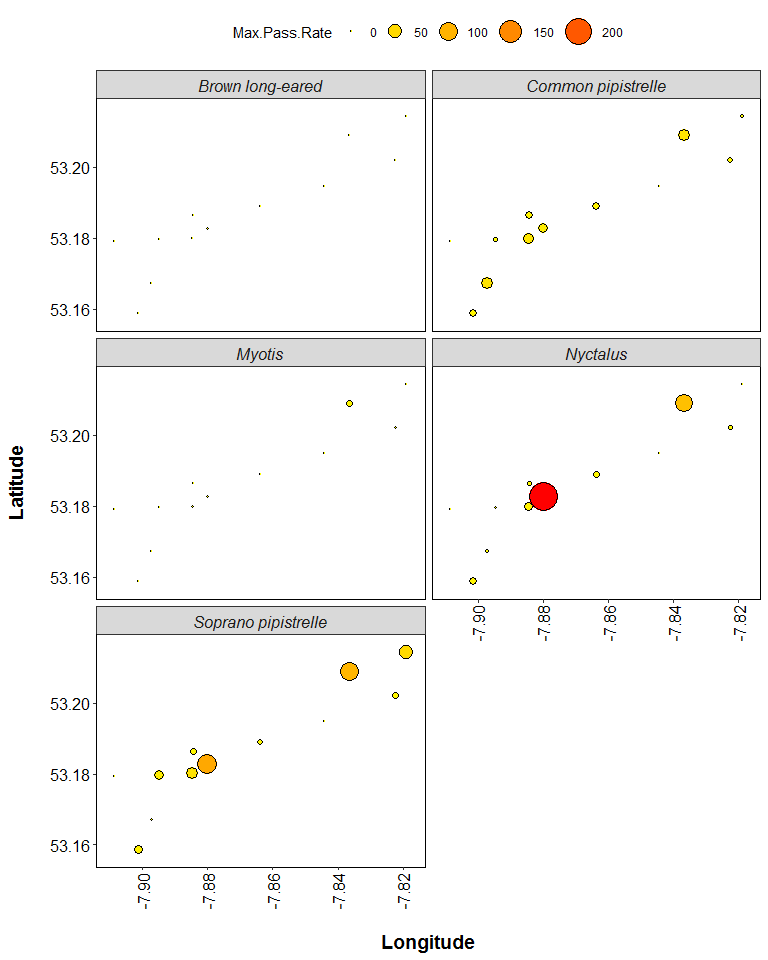 Max.Pass.Rate 0 50 100 150 200
Brown long-eared Common pipistrelle
53.20
53.18
53.16
Myotis Nyctalus
53.20
53.18
53.16
-7.90 -7.88 -7.86 -7.84 -7.82
Soprano pipistrelle
53.20
53.18
53.16
-7.90 -7.88 -7.86 -7.84 -7.82
Latitude
Longitude